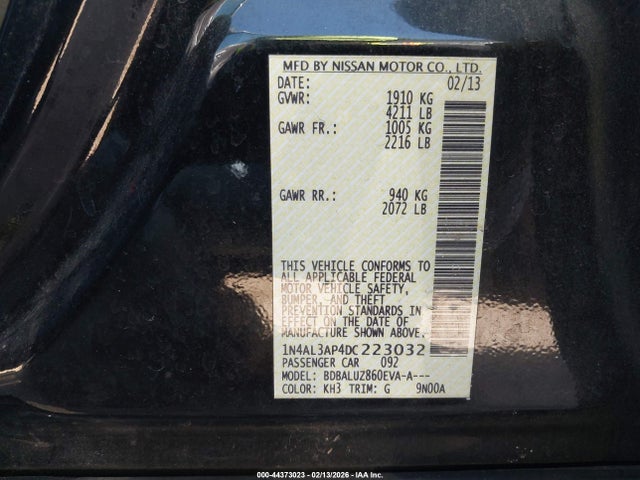 MFD BY NISSAN MOTOR CO., LTD.
DATE: 02/13
GVWR: 1910 KG
4211 LB
GAWR FR.: 1005 KG
2216 LB
GAWR RR.: 940 KG
2072 LB
THIS VEHICLE CONFORMS TO
ALL APPLICABLE FEDERAL
MOTOR VEHICLE SAFETY,
BUMPER, AND THEFT
PREVENTION STANDARDS IN
EFFECT ON THE DATE OF
MANUFACTURE SHOWN ABOVE.
1N4AL3AP4DC223032
PASSENGER CAR 092
MODEL: BDBALUZ860EVA-A---
COLOR: KH3 TRIM: G 9N00A
000-44373023 - 02/13/2026 - IAA Inc.